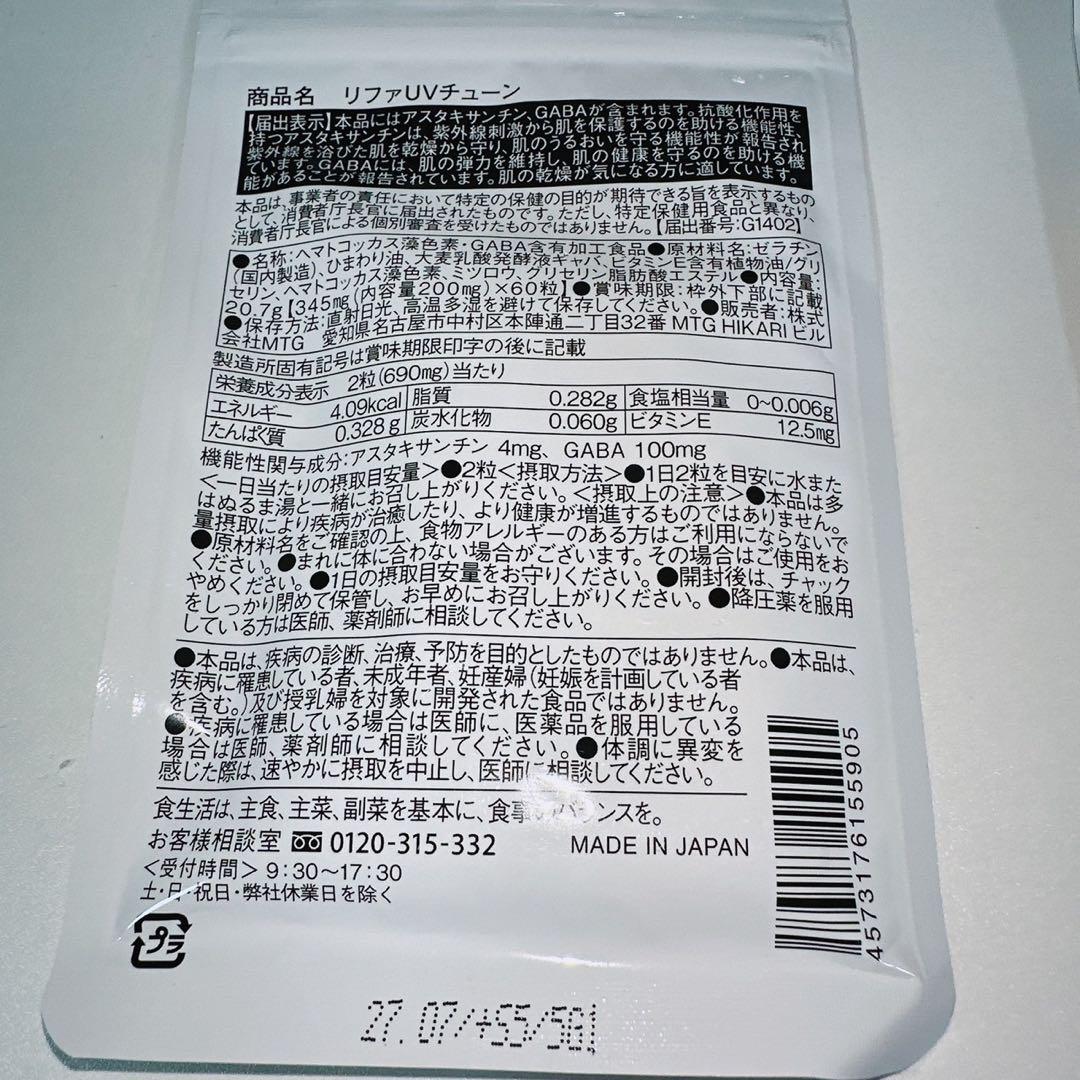 商品名　リファUVチューン
【届出表示】本品にはアスタキサンチン、GABAが含まれます。抗酸化作用を
持つアスタキサンチンは、紫外線刺激から肌を保護するのを助ける機能性、
紫外線を浴びた肌を乾燥から守り、肌のうるおいを守る機能性が報告され
ています。GABAには、肌の弾力を維持し、肌の健康を守るのを助ける機
能があることが報告されています。肌の乾燥が気になる方に適しています。
本品は、事業者の責任において特定の保健の目的が期待できる旨を表示するもの
として、消費者庁長官に届出されたものです。ただし、特定保健用食品と異なり、
消費者庁長官による個別審査を受けたものではありません。【届出番号:G1402】
●名称:ヘマトコッカス藻色素・GABA含有加工食品●原材料名:ゼラチン
(国内製造)、ひまわり油、大麦乳酸発酵液ギャバ、ビタミンE含有植物油/グリ
セリン、ヘマトコッカス藻色素、ミツロウ、グリセリン脂肪酸エステル●内容量:
20.7g【345mg(内容量200mg)×60粒】●賞味期限:枠外下部に記載
●保存方法:直射日光、高温多湿を避けて保存してください。●販売者:株式
会社MTG　愛知県名古屋市中村区本陣通二丁目32番 MTG HIKARI ビル
製造所固有記号は賞味期限印字の後に記載
栄養成分表示　2粒(690mg)当たり
エネルギー 4.09kcal 脂質 0.282g 食塩相当量 0~0.006g
たんぱく質 0.328g 炭水化物 0.060g ビタミンE 12.5mg
機能性関与成分:アスタキサンチン 4mg、GABA 100mg
<一日当たりの摂取目安量>●2粒<摂取方法>●1日2粒を目安に水また
はぬるま湯と一緒にお召し上がりください。<摂取上の注意>●本品は多
量摂取により疾病が治癒したり、より健康が増進するものではありません。
●原材料名をご確認の上、食物アレルギーのある方はご利用にならないで
ください。●まれに体に合わない場合がございます。その場合はご使用をお
やめください。●1日の摂取目安量をお守りください。●開封後は、チャック
をしっかり閉めて保管し、お早めにお召し上がりください。●降圧薬を服用
している方は医師、薬剤師に相談してください。
●本品は、疾病の診断、治療、予防を目的としたものではありません。●本品は、
疾病に罹患している者、未成年者、妊産婦(妊娠を計画している者
を含む。)及び授乳婦を対象に開発された食品ではありません。
●疾病に罹患している場合は医師に、医薬品を服用している
場合は医師、薬剤師に相談してください。●体調に異変を
感じた際は、速やかに摂取を中止し、医師に相談してください。
食生活は、主食、主菜、副菜を基本に、食事のバランスを。
お客様相談室 0120-315-332 MADE IN JAPAN
<受付時間> 9:30〜17:30
土・日・祝日・弊社休業日を除く
プラ
4573176155905
27.07/+S5/501